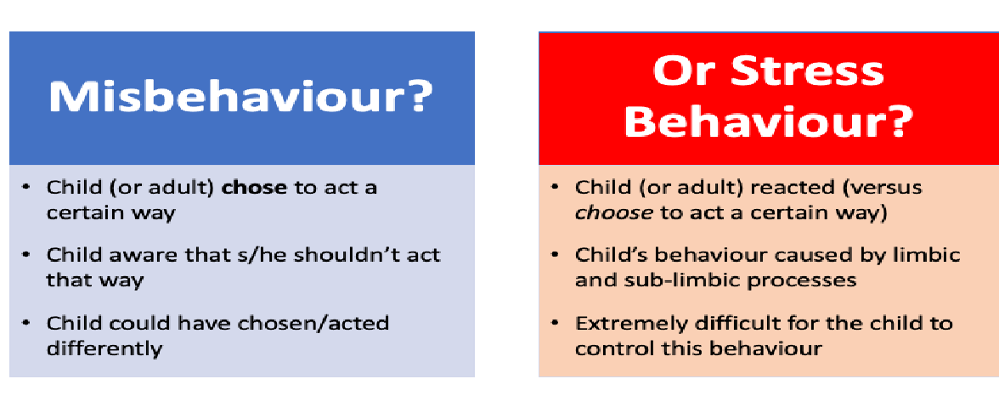 Misbehaviour?
• Child (or adult) chose to act a
certain way
• Child aware that s/he shouldn't act
that way
• Child could have chosen/acted
differently
Or Stress
Behaviour?
• Child (or adult) reacted (versus
choose to act a certain way)
• Child's behaviour caused by limbic
and sub-limbic processes
• Extremely difficult for the child to
control this behaviour